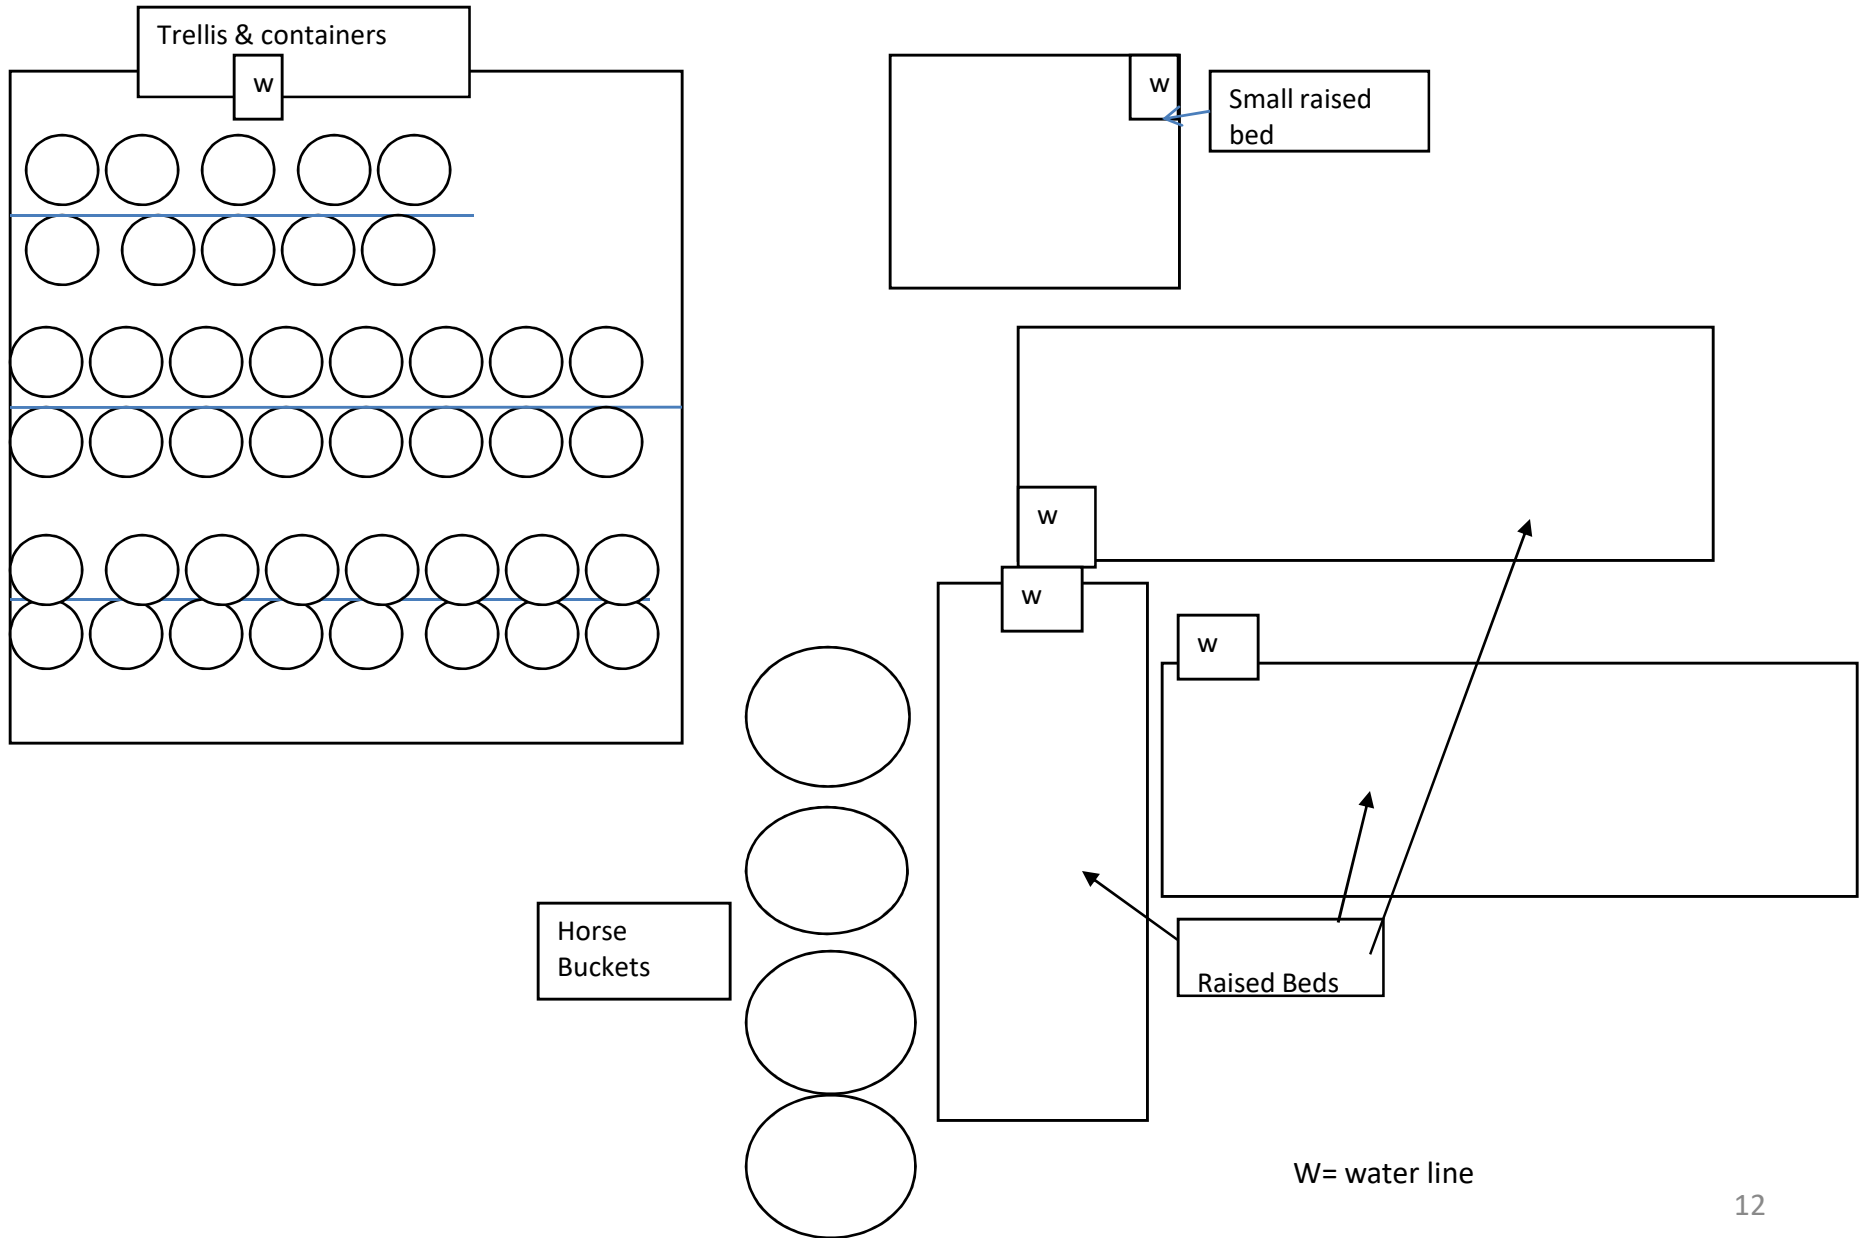 Trellis & containers
w
w
Small raised
bed
w
w
w
Horse
Buckets
Raised Beds
W= water line
12